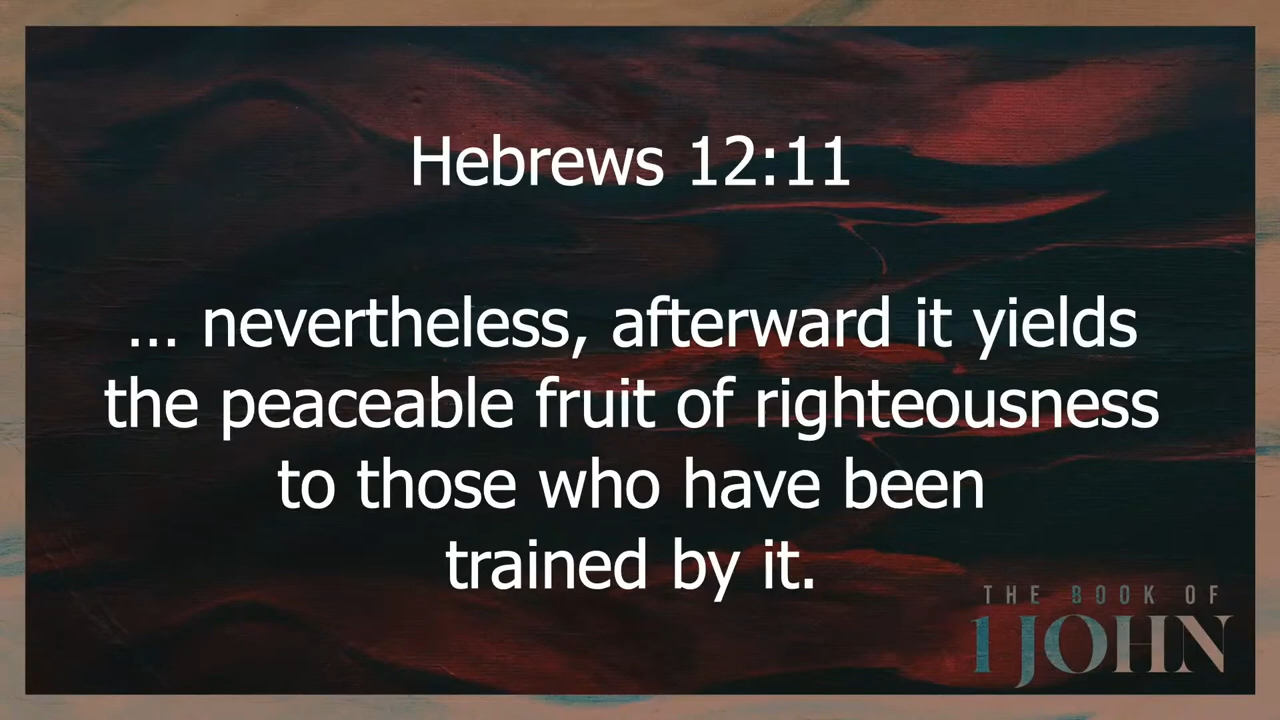 Hebrews 12:11
... nevertheless, afterward it yields
the peaceable fruit of righteousness
to those who have been
trained by it.
THE BOOK OF
1 JOHN